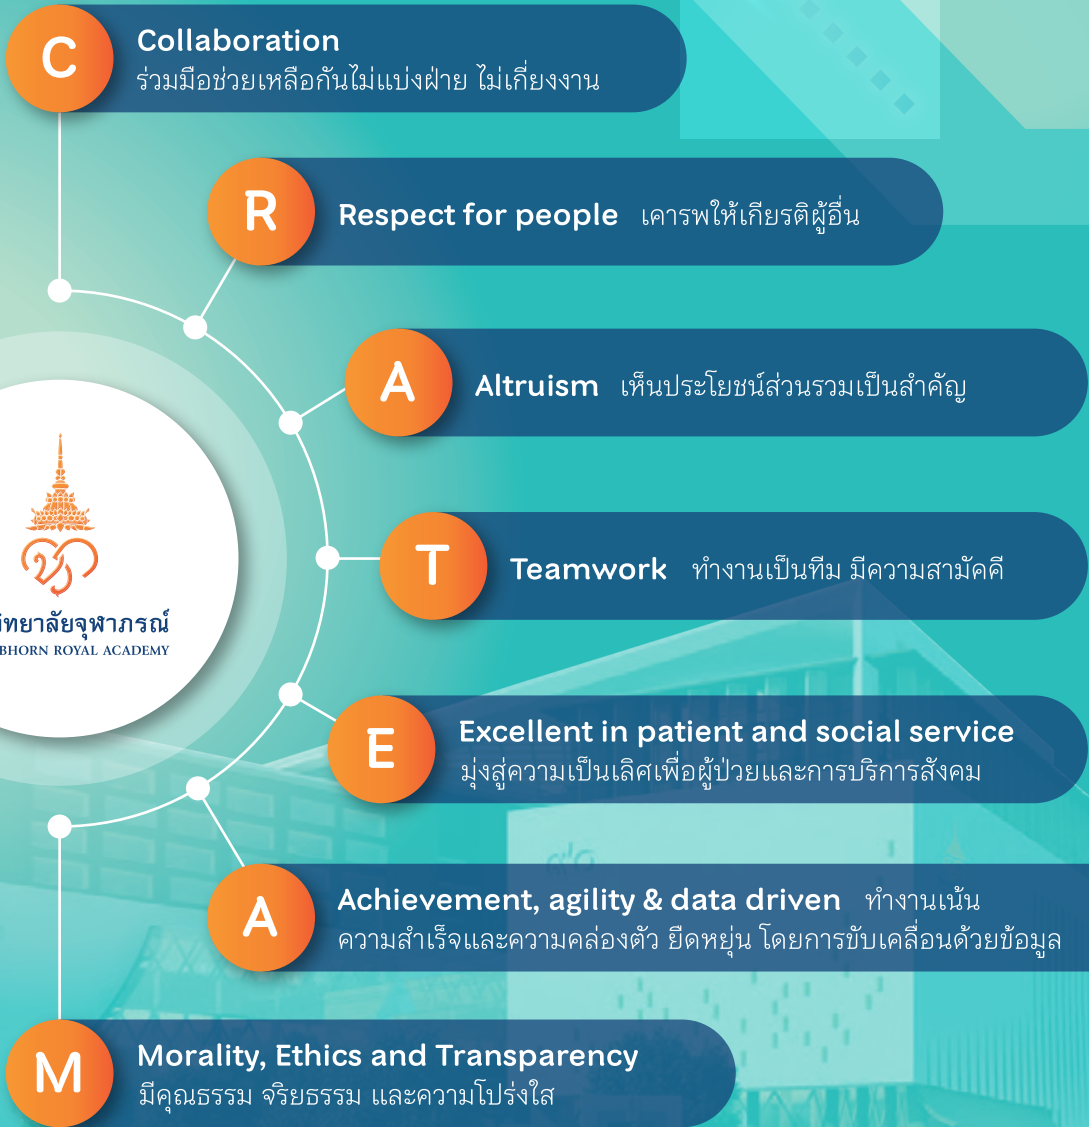 C
Collaboration
ร่วมมือช่วยเหลือกันไม่แบ่งฝ่าย ไม่เกี่ยงงาน
R
Respect for people เคารพให้เกียรติผู้อื่น
A
Altruism เห็นประโยชน์ส่วนรวมเป็นสำคัญ
T
Teamwork ทำงานเป็นทีม มีความสามัคคี
วิทยาลัยจุฬาภรณ์
BHORN ROYAL ACADEMY
E
Excellent in patient and social service
มุ่งสู่ความเป็นเลิศเพื่อผู้ป่วยและการบริการสังคม
A
Achievement, agility & data driven ทำงานเน้น
ความสำเร็จและความคล่องตัว ยืดหยุ่น โดยการขับเคลื่อนด้วยข้อมูล
M
Morality, Ethics and Transparency
มีคุณธรรม จริยธรรม และความโปร่งใส